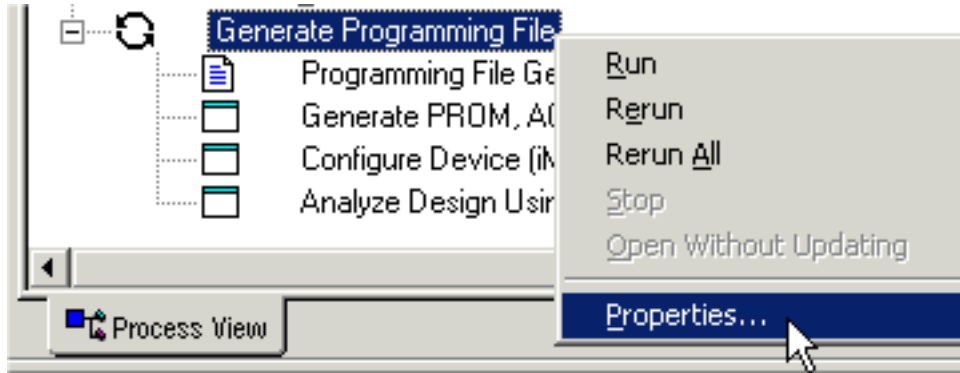 Generate Programming File
Programming File Ge
Generate PROM, AC
Configure Device (iM
Analyze Design Usin
Run
Rerun
Rerun All
Stop
Open Without Updating
Properties...
Process View